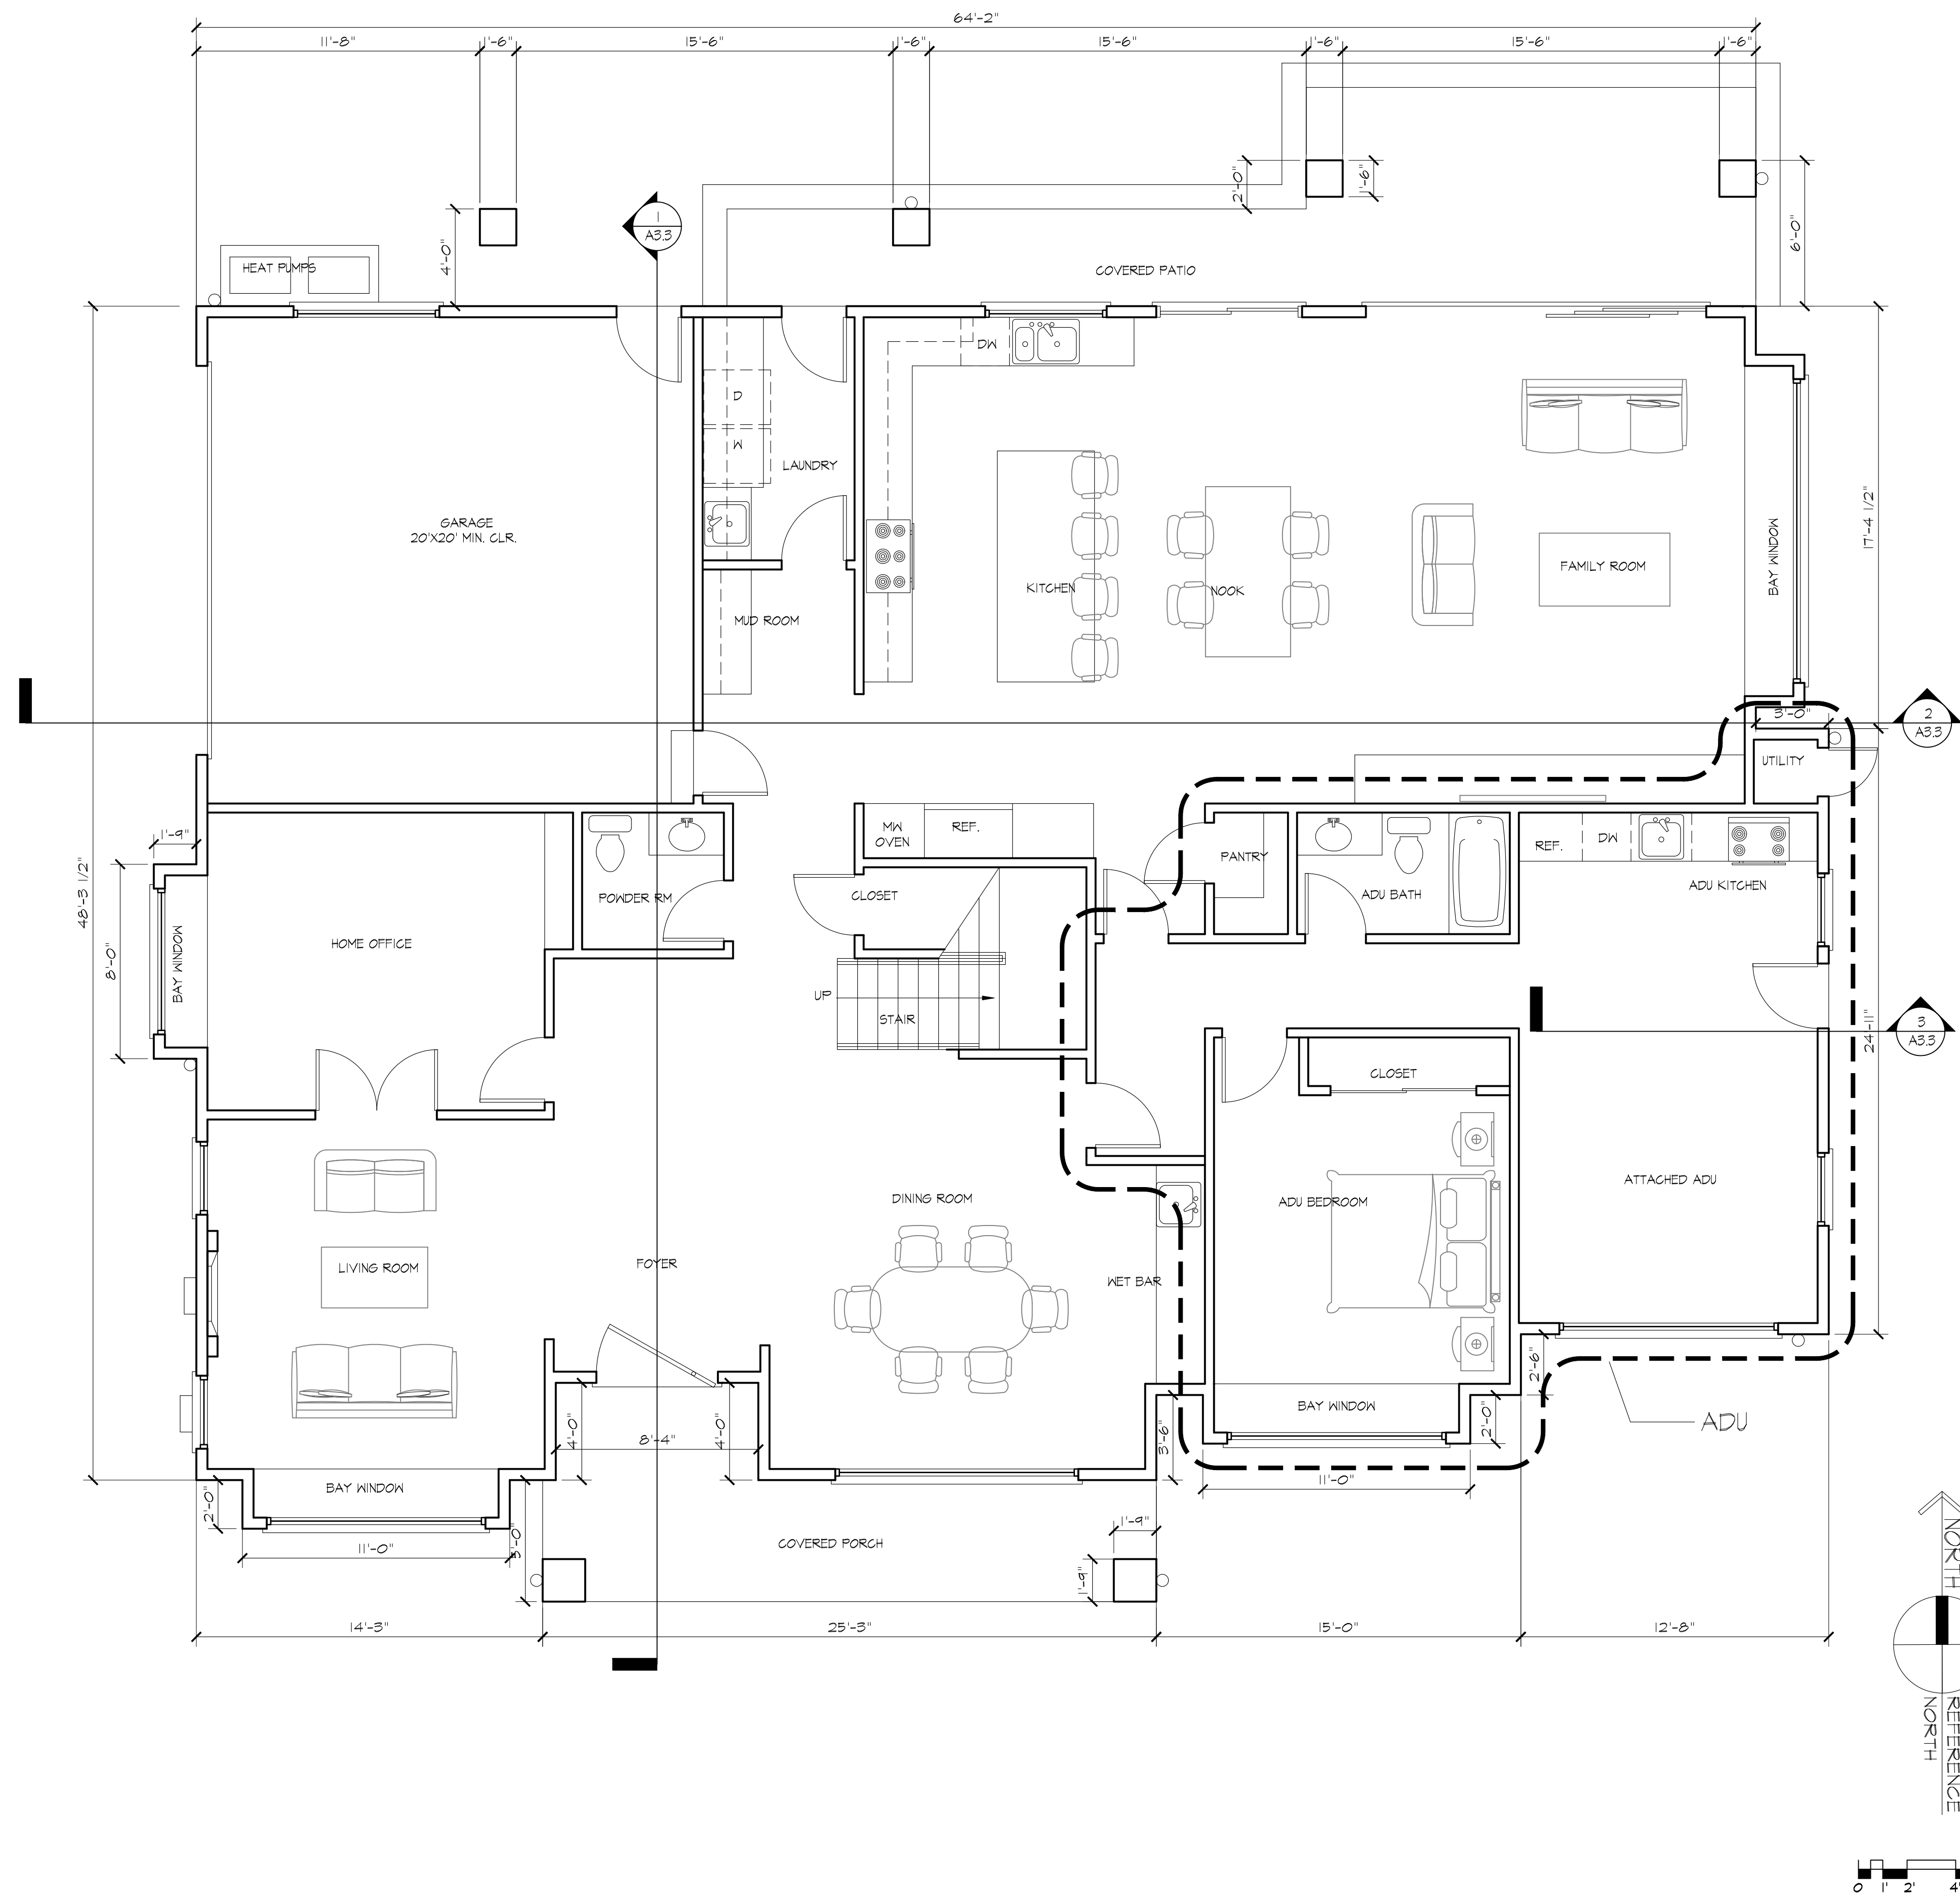 64'-2"
11'-8"
1'-6"
15'-6"
1'-6"
15'-6"
1'-6"
15'-6"
1'-6"
2'-0"
1'-6"
6'-0"
4'-0"
1
A3.3
HEAT PUMPS
COVERED PATIO
DW
D
W
LAUNDRY
GARAGE
20'X20' MIN. CLR.
17'-4 1/2"
BAY WINDOW
FAMILY ROOM
KITCHEN
NOOK
MUD ROOM
3'-0"
2
A3.3
UTILITY
1'-9"
MW
OVEN
REF.
PANTRY
REF.
DW
48'-3 1/2"
POWDER RM
CLOSET
ADU BATH
ADU KITCHEN
8'-0"
BAY WINDOW
HOME OFFICE
UP
STAIR
3
A3.3
24'-11"
CLOSET
ATTACHED ADU
DINING ROOM
ADU BEDROOM
LIVING ROOM
FOYER
WET BAR
2'-6"
BAY WINDOW
2'-0"
ADU
4'-0"
8'-4"
4'-0"
3'-6"
11'-0"
BAY WINDOW
2'-0"
11'-0"
5'-0"
COVERED PORCH
1'-9"
1'-9"
NORTH
14'-3"
25'-3"
15'-0"
12'-8"
REFERENCE
NORTH
0 1' 2' 4'